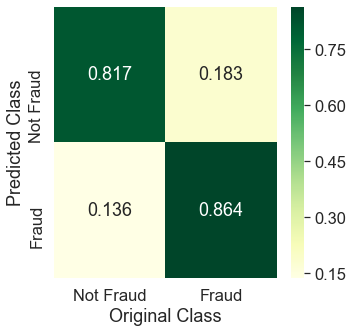 Predicted Class
Not Fraud
Fraud
0.817
0.183
0.136
0.864
Not Fraud
Fraud
Original Class
0.75
0.60
0.45
0.30
0.15